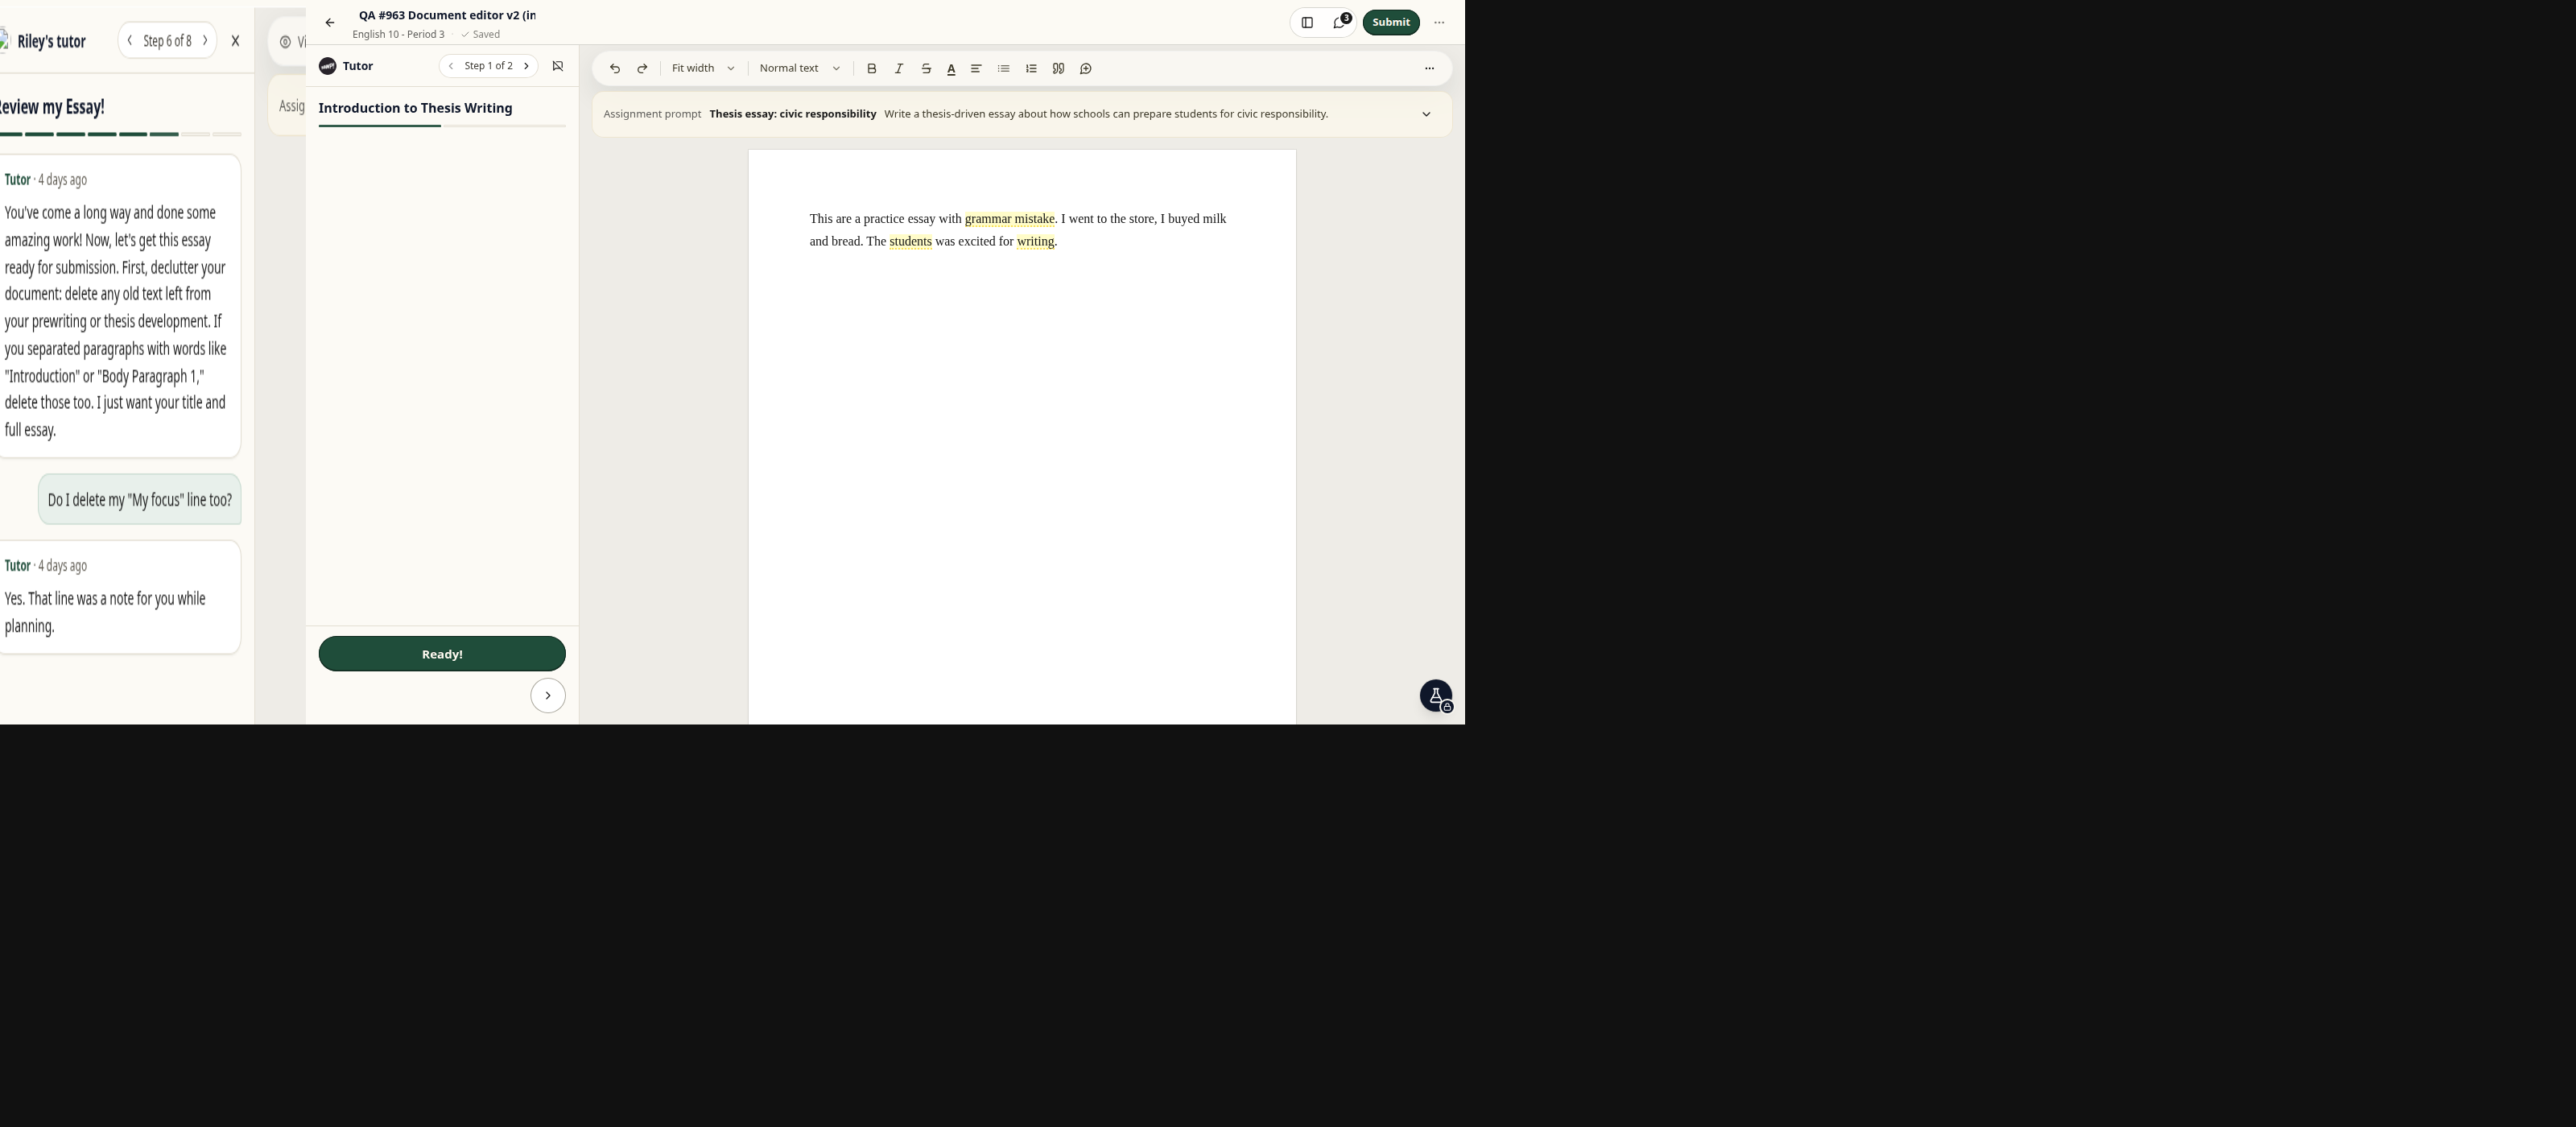 Riley's tutor
Step 6 of 8
Review my Essay!
Tutor · 4 days ago
You've come a long way and done some
amazing work! Now, let's get this essay
ready for submission. First, declutter your
document: delete any old text left from
your prewriting or thesis development. If
you separated paragraphs with words like
"Introduction" or "Body Paragraph 1,"
delete those too. I just want your title and
full essay.
Do I delete my "My focus" line too?
Tutor · 4 days ago
Yes. That line was a note for you while
planning.
Vi
Assig
QA #963 Document editor v2 (in
English 10 - Period 3 · Saved
3
Submit
Tutor
Step 1 of 2
Introduction to Thesis Writing
Ready!
Fit width
Normal text
Assignment prompt Thesis essay: civic responsibility Write a thesis-driven essay about how schools can prepare students for civic responsibility.
This are a practice essay with grammar mistake. I went to the store, I buyed milk
and bread. The students was excited for writing.